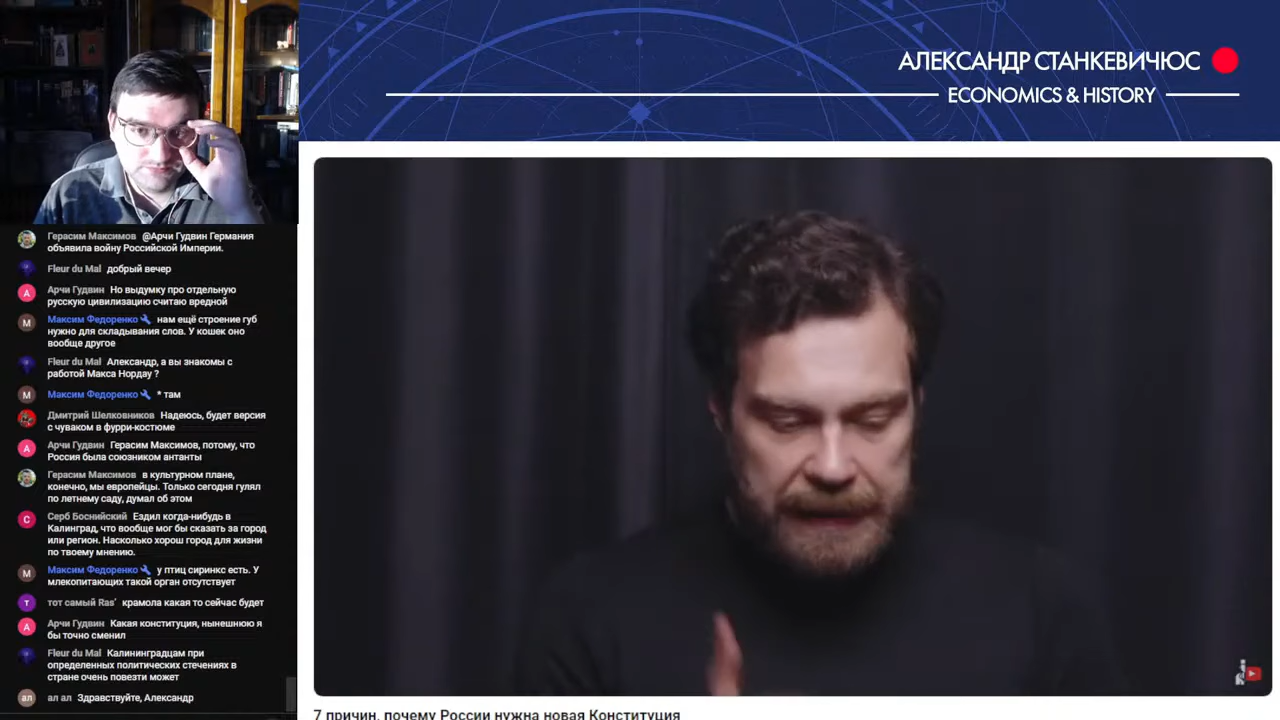 АЛЕКСАНДР СТАНКЕВИЧЮС
ECONOMICS & HISTORY
Герасим Максимов @Арчи Гудвин Германия
объявила войну Российской Империи.
Fleur du Mal добрый вечер
Арчи Гудвин Но выдумку про отдельную
русскую цивилизацию считаю вредной
Максим Федоренко нам ещё строение губ
нужно для складывания слов. У кошек оно
вообще другое
Fleur du Mal Александр, а вы знакомы с
работой Макса Нордау ?
Максим Федоренко * там
Дмитрий Шелковников Надеюсь, будет версия
с чуваком в фурри-костюме
Арчи Гудвин Герасим Максимов, потому, что
Россия была союзником антанты
Герасим Максимов в культурном плане,
конечно, мы европейцы. Только сегодня гулял
по летнему саду, думал об этом
Серб Боснийский Ездил когда-нибудь в
Калинград, что вообще мог бы сказать за город
или регион. Насколько хорош город для жизни
по твоему мнению.
Максим Федоренко у птиц сиринкс есть. У
млекопитающих такой орган отсутствует
тот самый Ras' крамола какая то сейчас будет
Арчи Гудвин Какая конституция, нынешнюю я
бы точно сменил
Fleur du Mal Калининградцам при
определенных политических стечениях в
стране очень повезти может
ал ал Здравствуйте, Александр
7 причин, почему России нужна новая Конституция